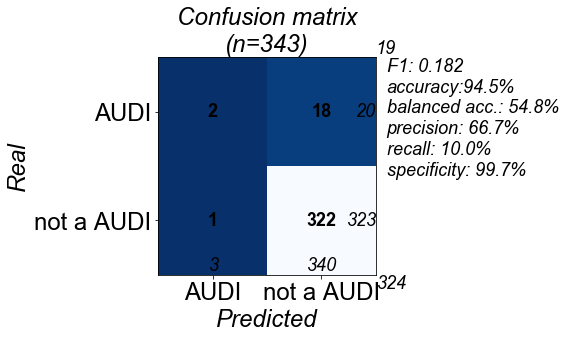 Confusion matrix
(n=343)
19
F1: 0.182
accuracy:94.5%
balanced acc.: 54.8%
precision: 66.7%
recall: 10.0%
specificity: 99.7%
Real
AUDI
2
18
20
not a AUDI
1
322
323
3
340
324
AUDI
not a AUDI
Predicted